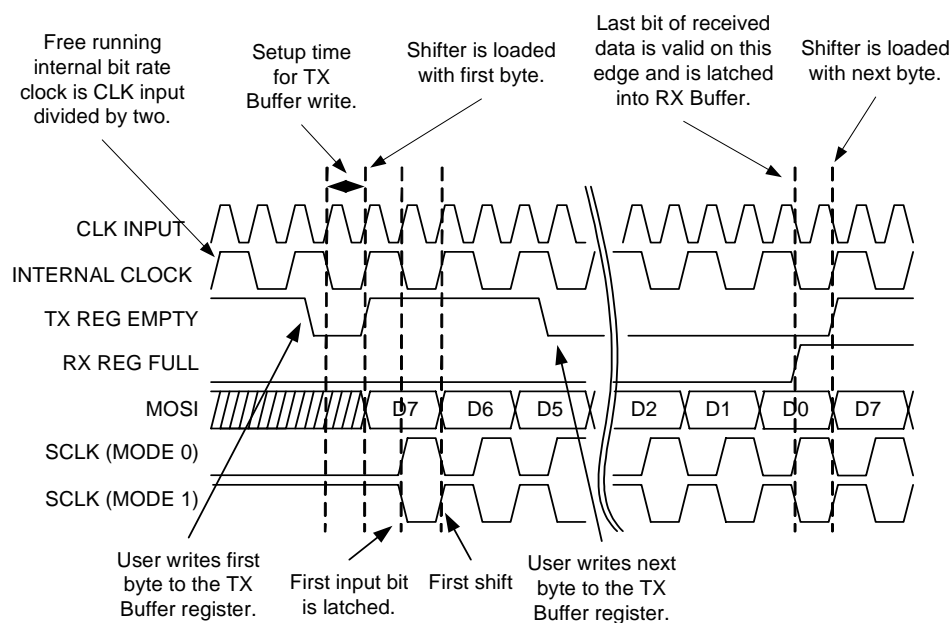 Free running
internal bit rate
clock is CLK input
divided by two.
Setup time
for TX
Buffer write.
Shifter is loaded
with first byte.
Last bit of received
data is valid on this
edge and is latched
into RX Buffer.
Shifter is loaded
with next byte.
CLK INPUT
INTERNAL CLOCK
TX REG EMPTY
RX REG FULL
MOSI
D7 D6 D5 D2 D1 D0 D7
SCLK (MODE 0)
SCLK (MODE 1)
User writes first
byte to the TX
Buffer register.
First input bit
is latched.
First shift
User writes next
byte to the TX
Buffer register.